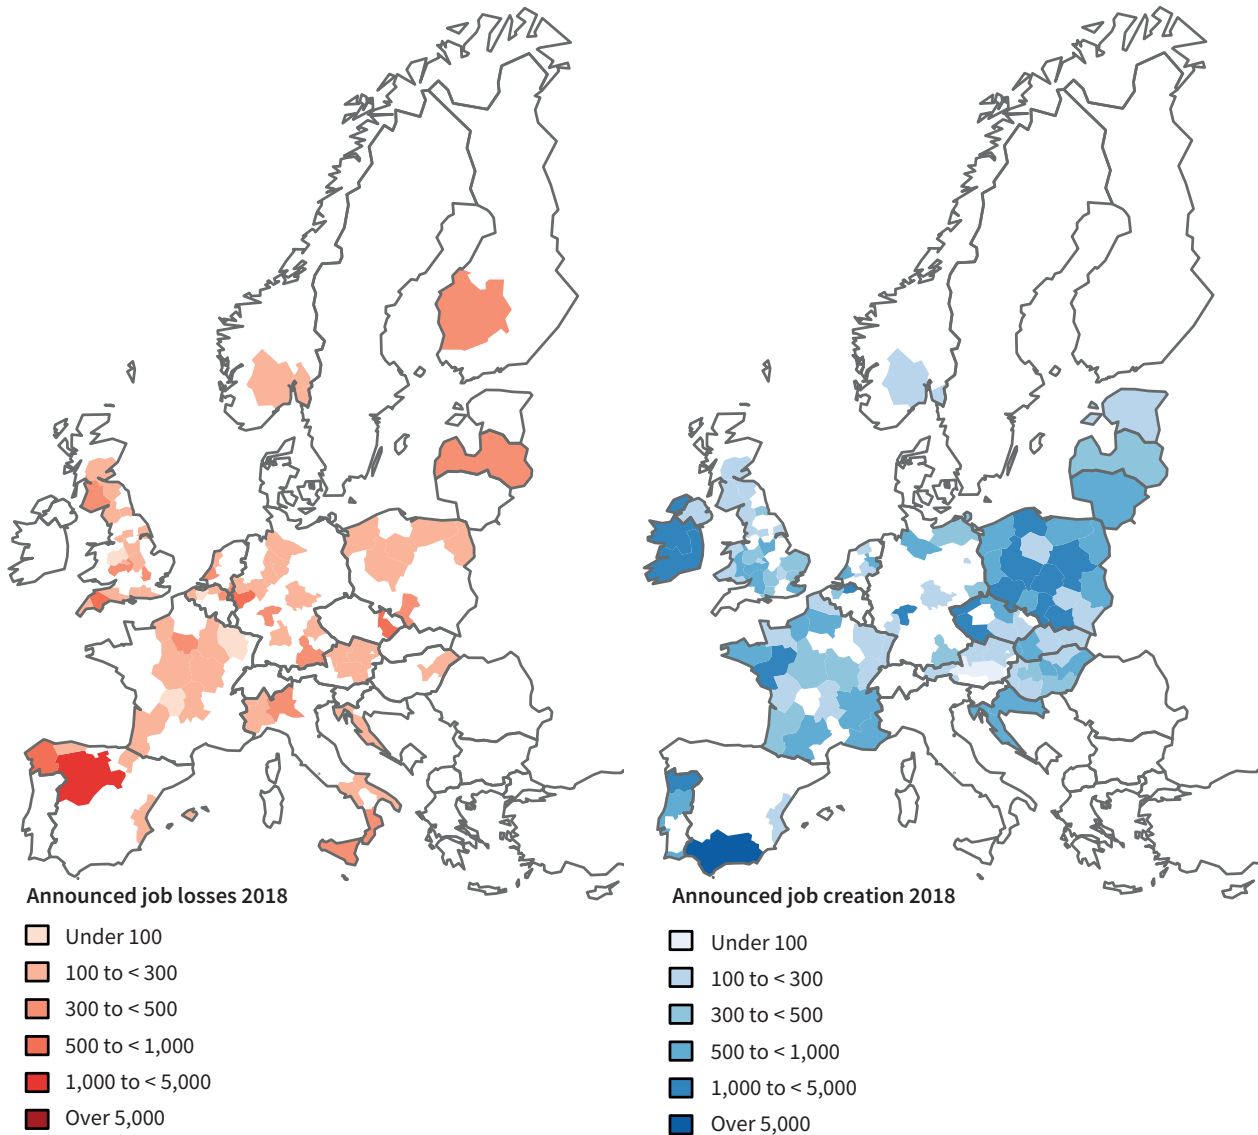 Announced job losses 2018
Under 100
100 to < 300
300 to < 500
500 to < 1,000
1,000 to < 5,000
Over 5,000
Announced job creation 2018
Under 100
100 to < 300
300 to < 500
500 to < 1,000
1,000 to < 5,000
Over 5,000